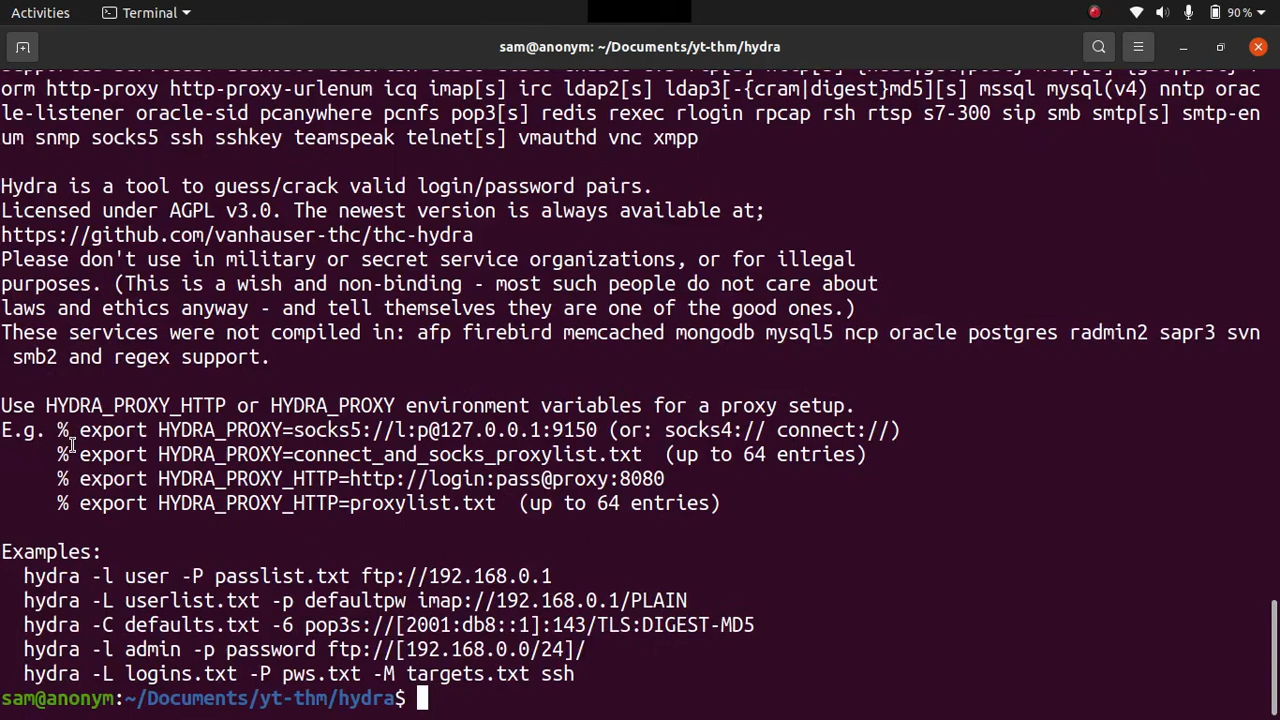 Activities
Terminal
90 %
sam@anonym: ~/Documents/yt-thm/hydra
orm http-proxy http-proxy-urlenum icq imap[s] irc ldap2[s] ldap3[-{cram|digest}md5][s] mssql mysql(v4) nntp orac
le-listener oracle-sid pcanywhere pcnfs pop3[s] redis rexec rlogin rpcap rsh rtsp s7-300 sip smb smtp[s] smtp-en
um snmp socks5 ssh sshkey teamspeak telnet[s] vmauthd vnc xmpp
Hydra is a tool to guess/crack valid login/password pairs.
Licensed under AGPL v3.0. The newest version is always available at;
https://github.com/vanhauser-thc/thc-hydra
Please don't use in military or secret service organizations, or for illegal
purposes. (This is a wish and non-binding - most such people do not care about
laws and ethics anyway - and tell themselves they are one of the good ones.)
These services were not compiled in: afp firebird memcached mongodb mysql5 ncp oracle postgres radmin2 sapr3 svn
smb2 and regex support.
Use HYDRA_PROXY_HTTP or HYDRA_PROXY environment variables for a proxy setup.
E.g. % export HYDRA_PROXY=socks5://l:p@127.0.0.1:9150 (or: socks4:// connect://)
% export HYDRA_PROXY=connect_and_socks_proxylist.txt (up to 64 entries)
% export HYDRA_PROXY_HTTP=http://login:pass@proxy:8080
% export HYDRA_PROXY_HTTP=proxylist.txt (up to 64 entries)
Examples:
hydra -l user -P passlist.txt ftp://192.168.0.1
hydra -L userlist.txt -p defaultpw imap://192.168.0.1/PLAIN
hydra -C defaults.txt -6 pop3s://[2001:db8::1]:143/TLS:DIGEST-MD5
hydra -l admin -p password ftp://[192.168.0.0/24]/
hydra -L logins.txt -P pws.txt -M targets.txt ssh
sam@anonym:~/Documents/yt-thm/hydra$